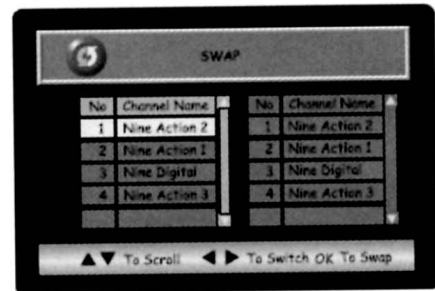 SWAP
No Channel Name No Channel Name
1 Nine Action 2 1 Nine Action 2
2 Nine Action 1 2 Nine Action 1
3 Nine Digital 3 Nine Digital
4 Nine Action 3 4 Nine Action 3
▲ ▼ To Scroll ◀ ▶ To Switch OK To Swap